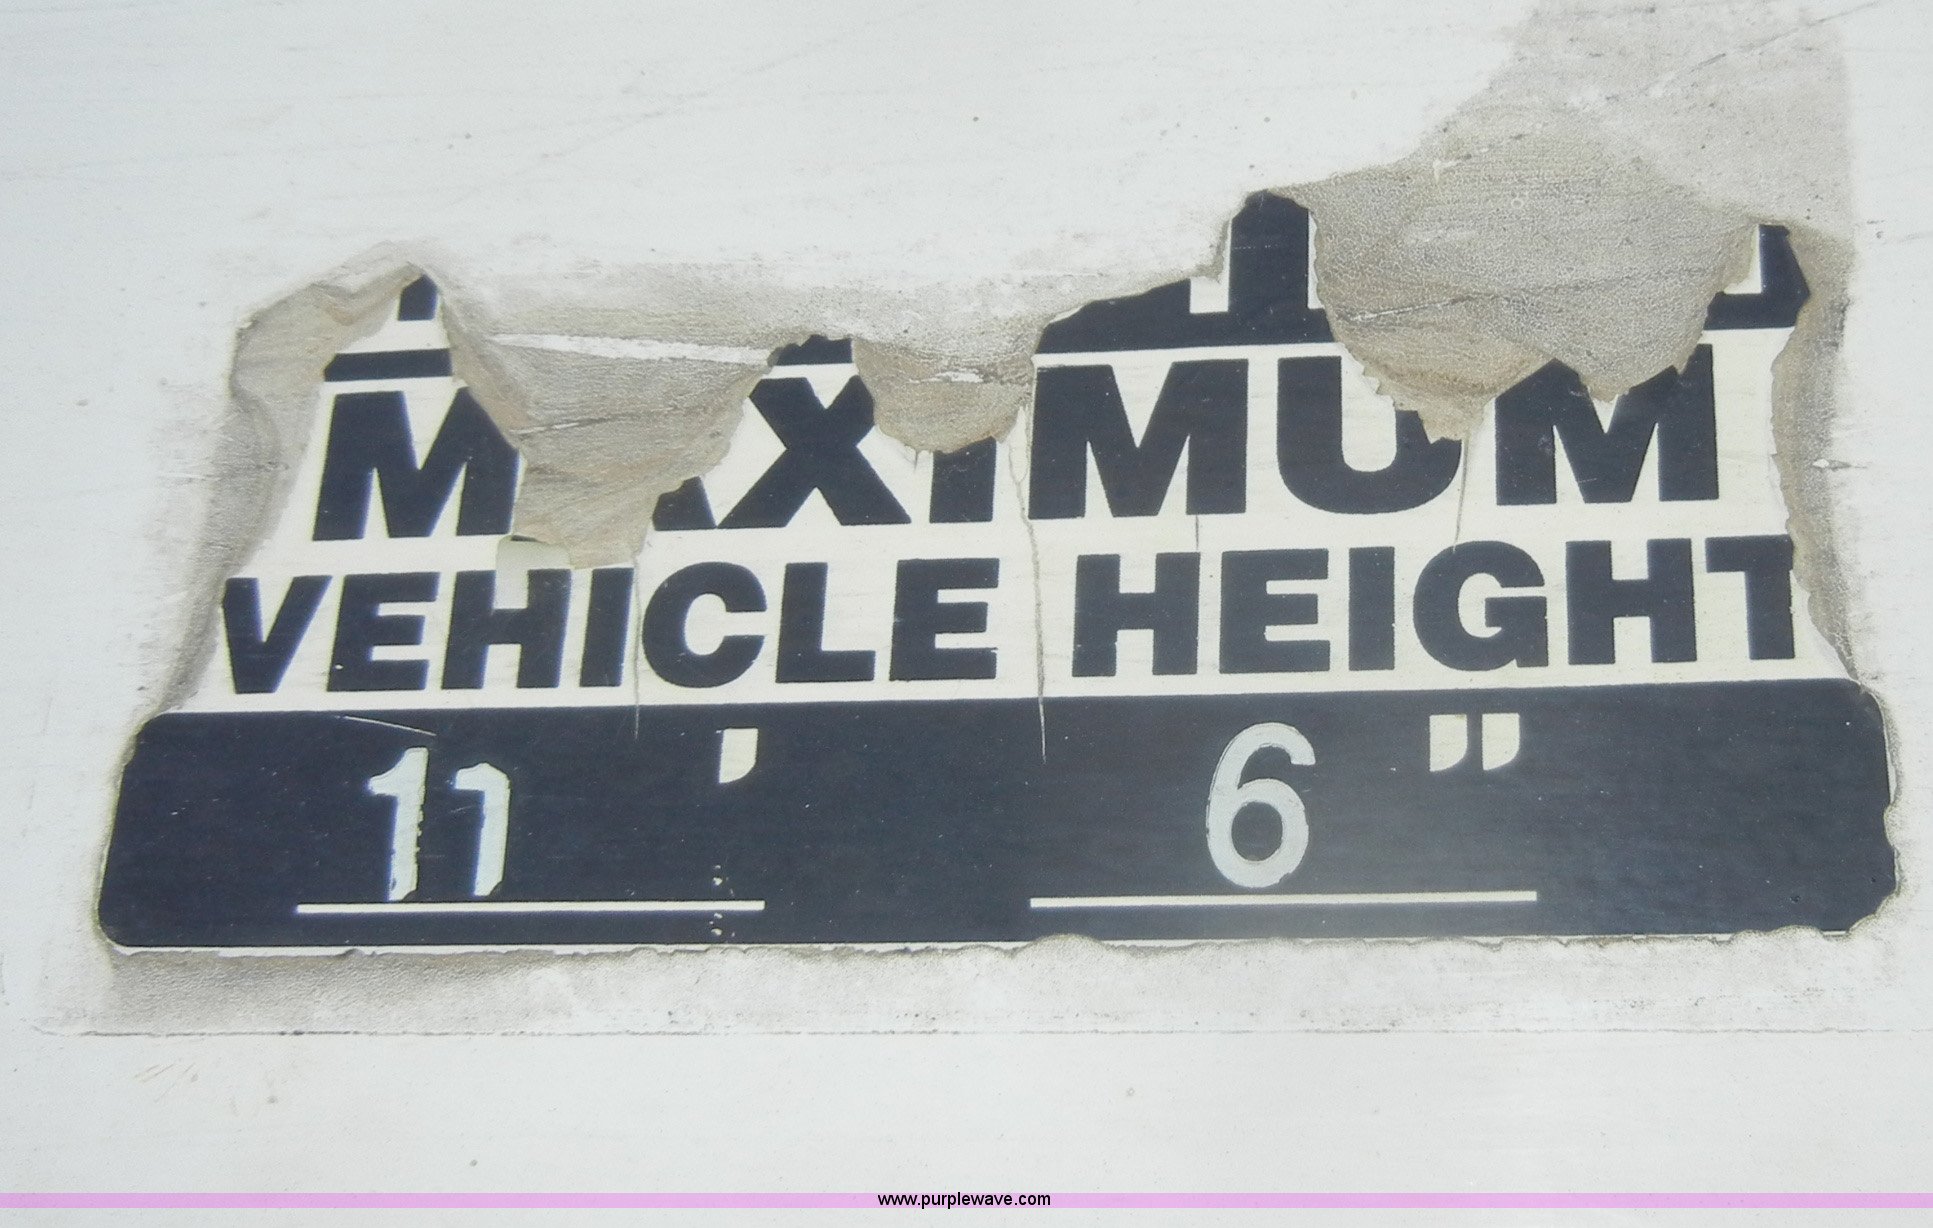 MAXIMUM
VEHICLE HEIGHT
11 ' 6 "
www.purplewave.com